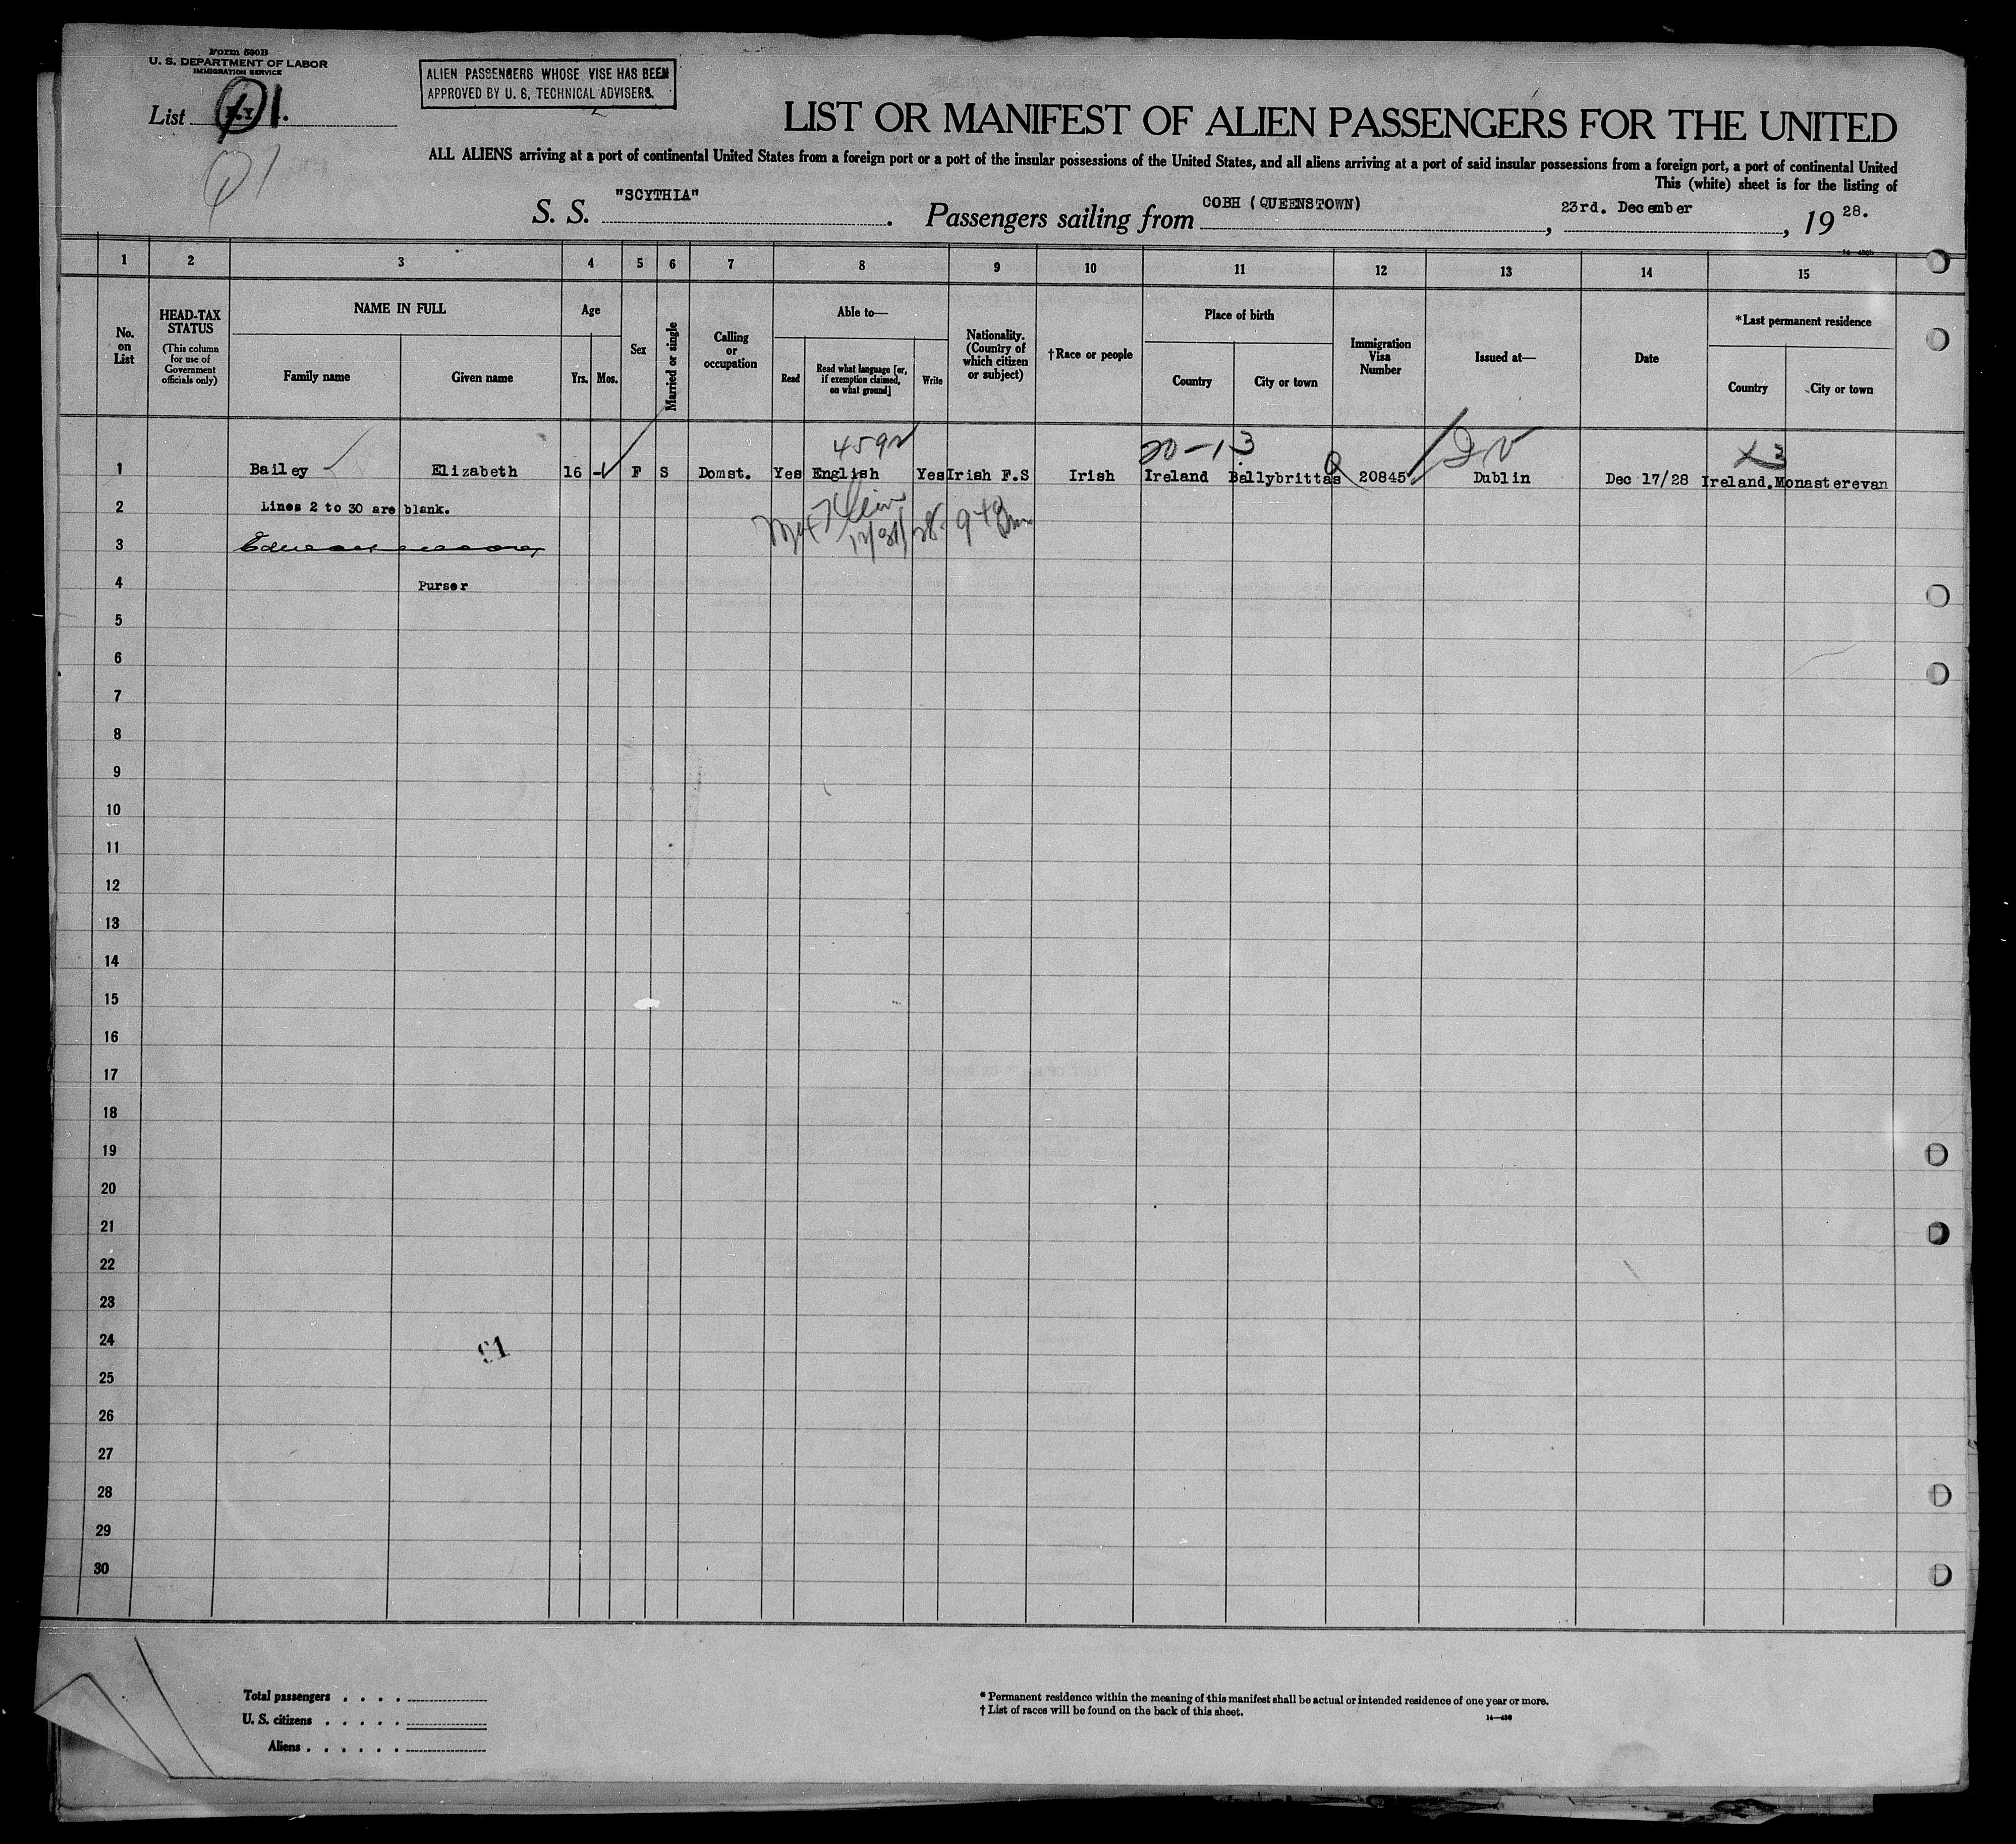 Form 500B
U. S. DEPARTMENT OF LABOR
IMMIGRATION SERVICE
List 1.
ALIEN PASSENGERS WHOSE VISE HAS BEEN
APPROVED BY U. S. TECHNICAL ADVISERS.
LIST OR MANIFEST OF ALIEN PASSENGERS FOR THE UNITED
ALL ALIENS arriving at a port of continental United States from a foreign port or a port of the insular possessions of the United States, and all aliens arriving at a port of said insular possessions from a foreign port, a port of continental United
This (white) sheet is for the listing of
S. S. "SCYTHIA". Passengers sailing from COBH (QUEENSTOWN), 23rd. December, 1928.
1 2 3 4 5 6 7 8 9 10 11 12 13 14 15
No. on List
HEAD-TAX STATUS
(This column for use of Government officials only)
NAME IN FULL
Family name
Given name
Age
Yrs. Mos.
Sex
Married or single
Calling or occupation
Able to—
Read
Read what language [or, if exemption claimed, on what ground]
Write
Nationality. (Country of which citizen or subject)
†Race or people
Place of birth
Country
City or town
Immigration Visa Number
Issued at—
Date
*Last permanent residence
Country
City or town
459
20-13
X3
1 Bailey Elizabeth 16 - F S Domst. Yes English Yes Irish F.S Irish Ireland Ballybrittas 20845 Dublin Dec 17/28 Ireland. Monasterevan
2 Lines 2 to 30 are blank.
12/31/28 948
3
4 Purser
5
6
7
8
9
10
11
12
13
14
15
16
17
18
19
20
21
22
23
24
91
25
26
27
28
29
30
Total passengers . . . .
U. S. citizens . . . . .
Aliens . . . . . .
* Permanent residence within the meaning of this manifest shall be actual or intended residence of one year or more.
† List of races will be found on the back of this sheet.